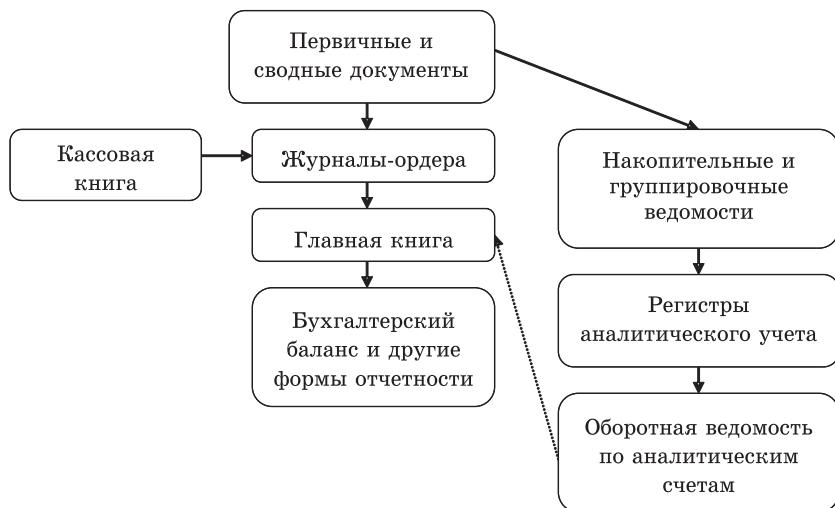 Первичные и
сводные документы
Кассовая
книга
Журналы-ордера
Накопительные и
группировочные
ведомости
Главная книга
Регистры
аналитического учета
Бухгалтерский
баланс и другие
формы отчетности
Оборотная ведомость
по аналитическим
счетам